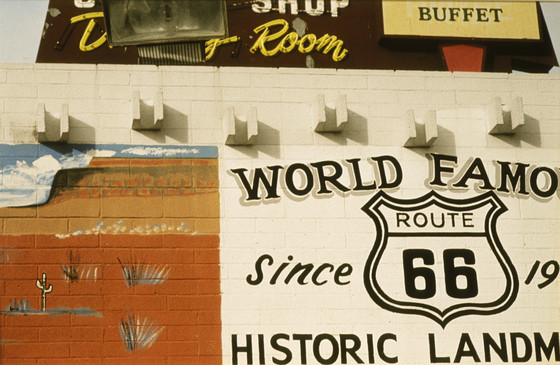 SHOP
BUFFET
Room
WORLD FAMO
ROUTE
66
Since 19
HISTORIC LANDM